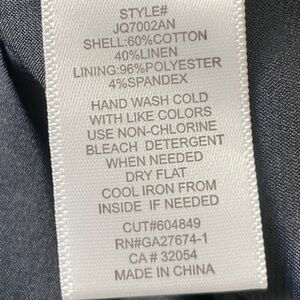 STYLE#
JQ7002AN
SHELL:60%COTTON
40%LINEN
LINING:96%POLYESTER
4%SPANDEX
HAND WASH COLD
WITH LIKE COLORS
USE NON-CHLORINE
BLEACH DETERGENT
WHEN NEEDED
DRY FLAT
COOL IRON FROM
INSIDE IF NEEDED
CUT#604849
RN#GA27674-1
CA # 32054
MADE IN CHINA